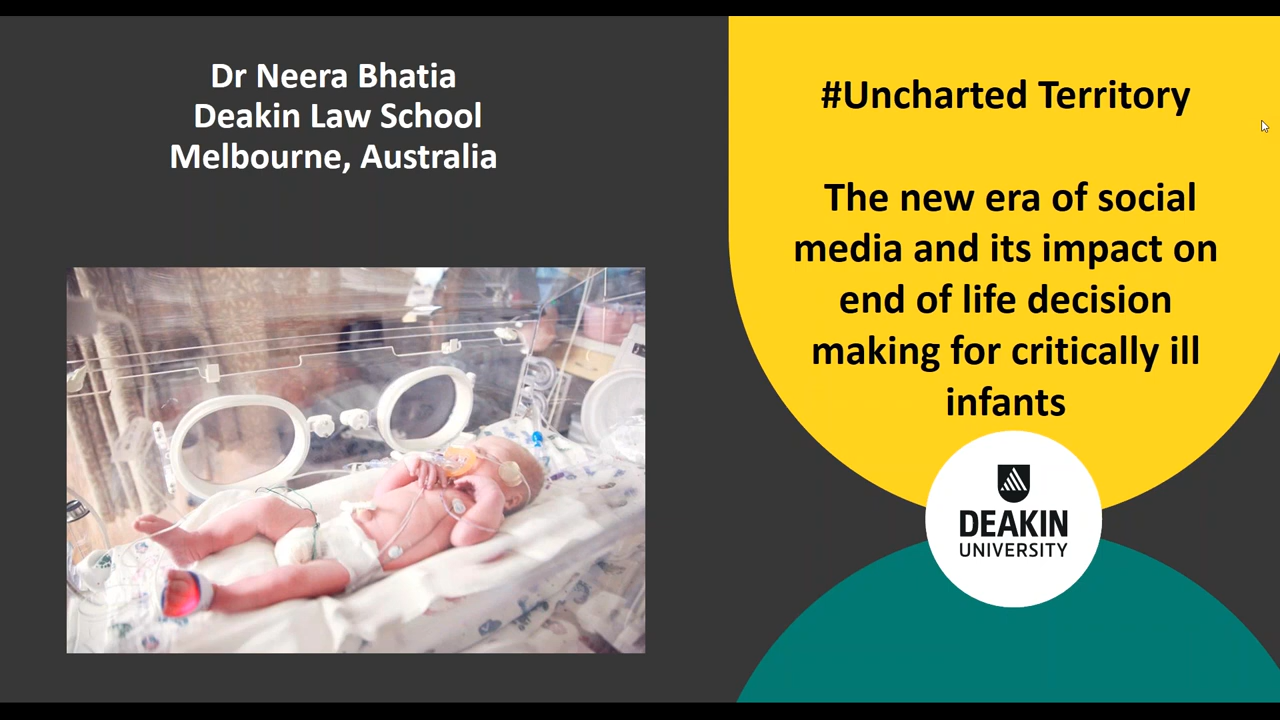 Dr Neera Bhatia
Deakin Law School
Melbourne, Australia
#Uncharted Territory
The new era of social
media and its impact on
end of life decision
making for critically ill
infants
DEAKIN
UNIVERSITY